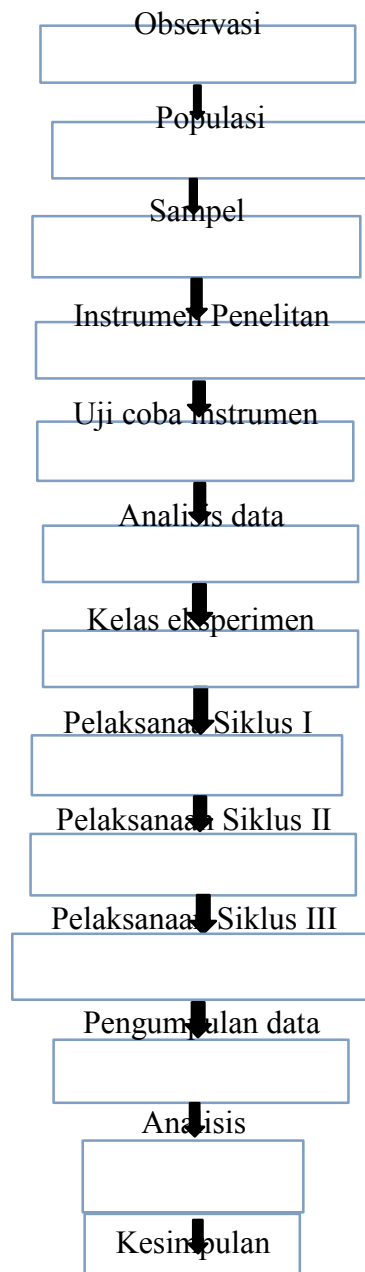 Observasi
Populasi
Sampel
Instrumen Penelitan
Uji coba instrumen
Analisis data
Kelas eksperimen
Pelaksanaa Siklus I
Pelaksanaan Siklus II
Pelaksanaan Siklus III
Pengumpulan data
Analisis
Kesimpulan